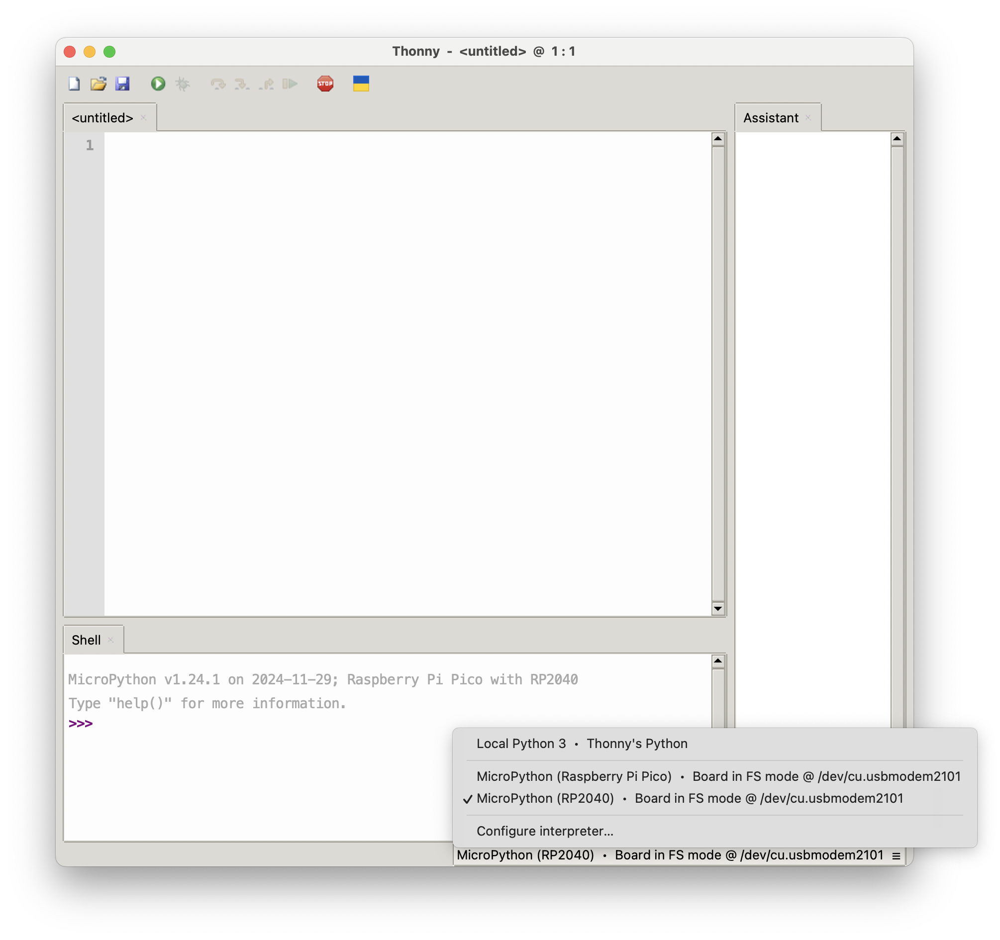 Thonny - <untitled> @ 1:1
STOP
<untitled>
Assistant
1
Shell
MicroPython v1.24.1 on 2024-11-29; Raspberry Pi Pico with RP2040
Type "help()" for more information.
>>>
Local Python 3 • Thonny's Python
MicroPython (Raspberry Pi Pico) • Board in FS mode @ /dev/cu.usbmodem2101
✓ MicroPython (RP2040) • Board in FS mode @ /dev/cu.usbmodem2101
Configure interpreter...
MicroPython (RP2040) • Board in FS mode @ /dev/cu.usbmodem2101 ≡